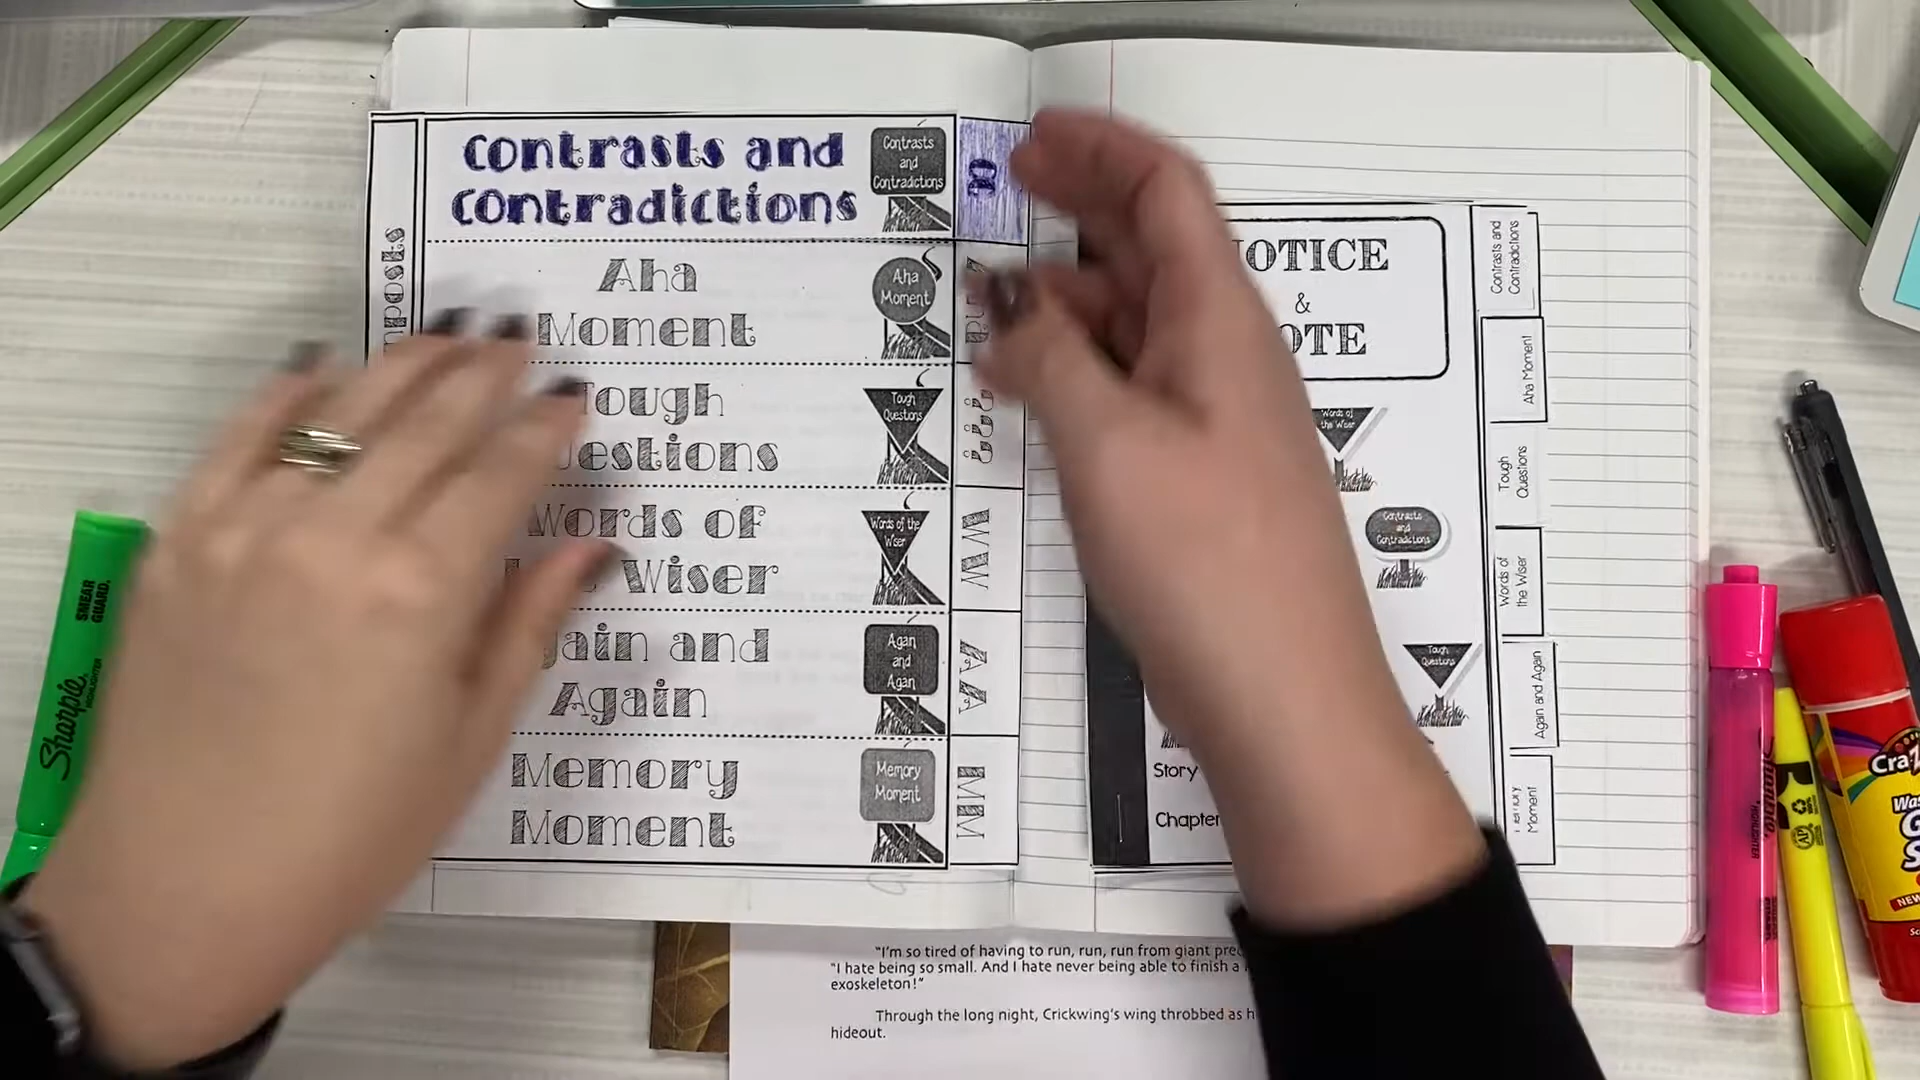 Contrasts and
Contradictions
Contrasts
and
Contradictions
CC
Aha
Moment
Aha
Moment
Tough
Tough
Questions
????
Words of
Wiser
Words of the
Wiser
WW
and
Again
Again
and
Again
AA
Memory
Moment
Memory
Moment
MM
&
Words of
the Wiser
Contrasts
and
Contradictions
Tough
Questions
Story
Chapter
Contrasts and
Contradictions
Aha Moment
Tough
Questions
Words of
the Wiser
Again and Again
Moment
"I'm so tired of having to run, run, run from giant
"I hate being so small. And I hate never being able to finish a
exoskeleton!"
Through the long night, Crickwing's wing throbbed as
hideout.
Sharpie
HIGHLIGHTER
SMEAR
GUARD